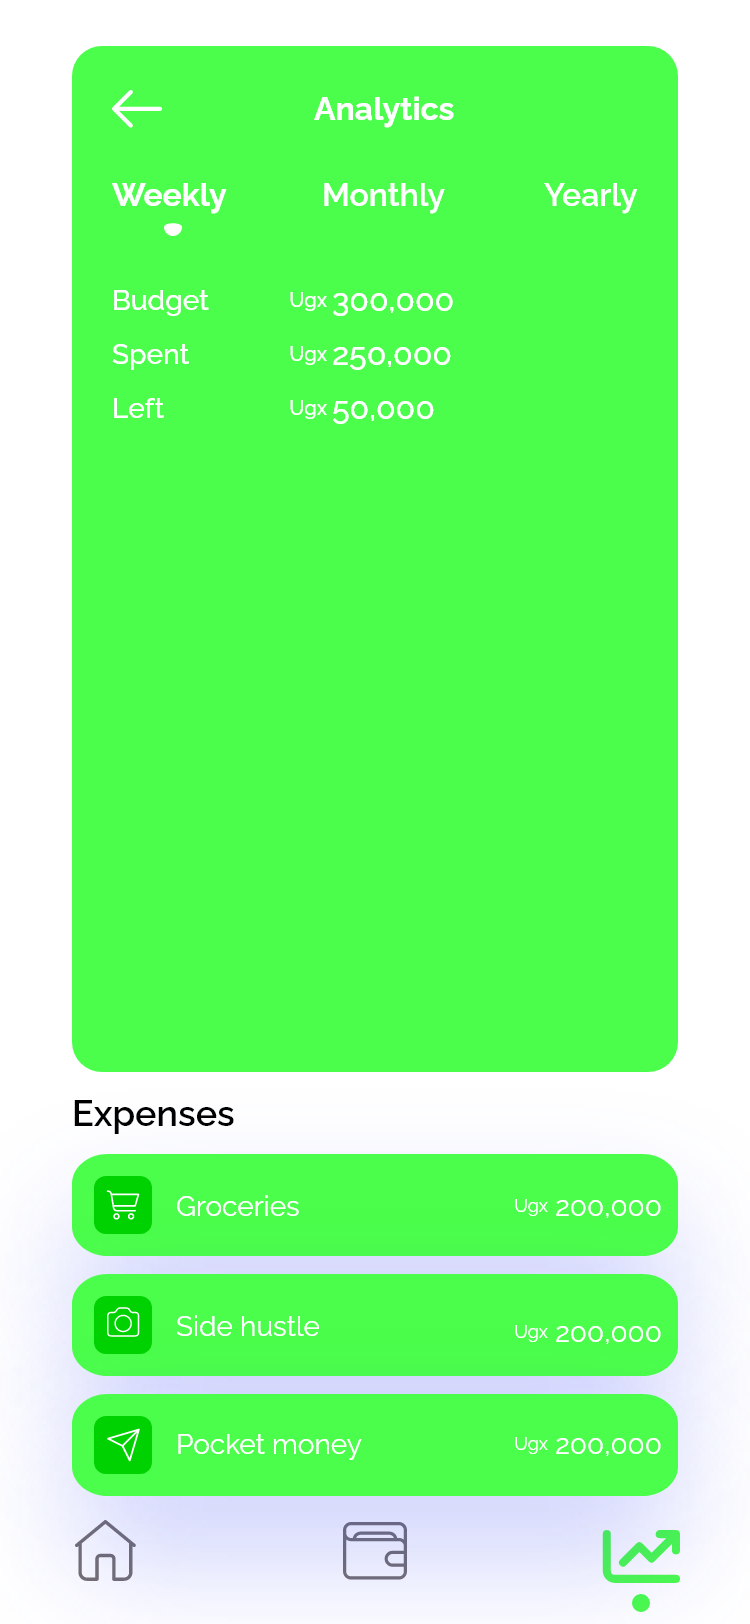 Analytics
Weekly Monthly Yearly
Budget Ugx 300,000
Spent Ugx 250,000
Left Ugx 50,000
Expenses
Groceries Ugx 200,000
Side hustle Ugx 200,000
Pocket money Ugx 200,000